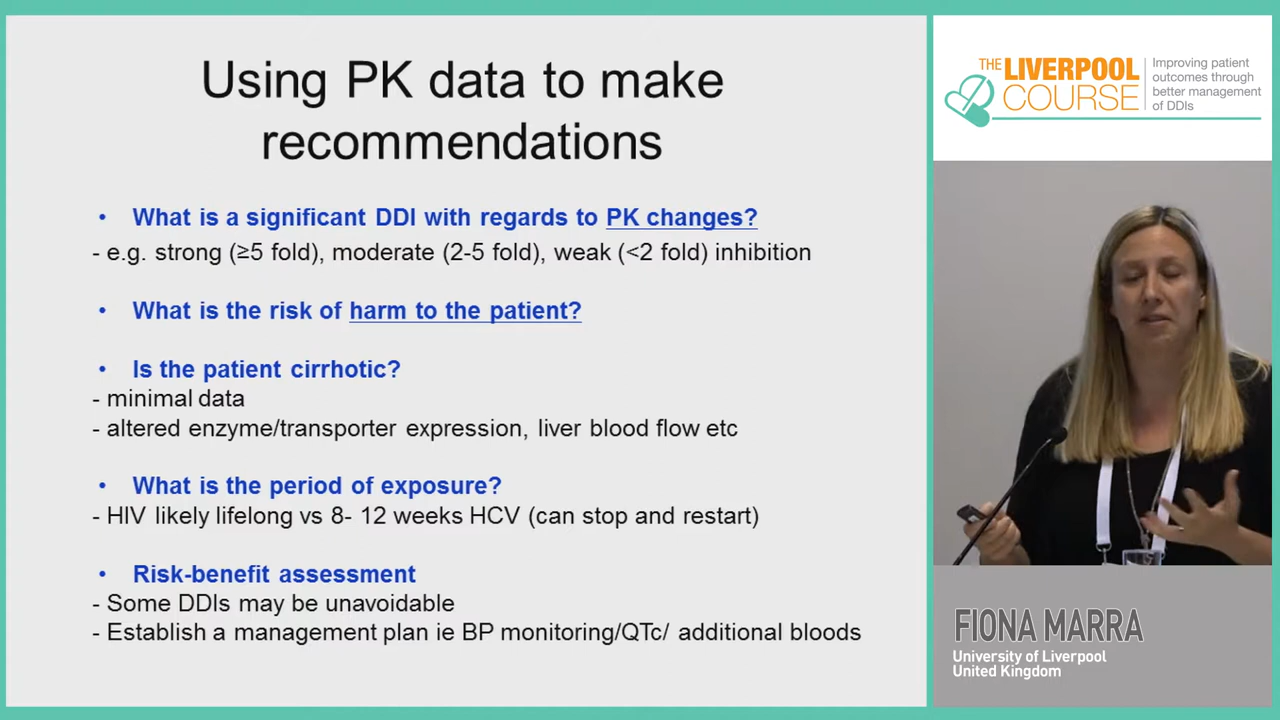 Using PK data to make
recommendations
• What is a significant DDI with regards to PK changes?
- e.g. strong (≥5 fold), moderate (2-5 fold), weak (<2 fold) inhibition
• What is the risk of harm to the patient?
• Is the patient cirrhotic?
- minimal data
- altered enzyme/transporter expression, liver blood flow etc
• What is the period of exposure?
- HIV likely lifelong vs 8- 12 weeks HCV (can stop and restart)
• Risk-benefit assessment
- Some DDIs may be unavoidable
- Establish a management plan ie BP monitoring/QTc/ additional bloods
THE LIVERPOOL
COURSE
Improving patient
outcomes through
better management
of DDIs
FIONA MARRA
University of Liverpool
United Kingdom